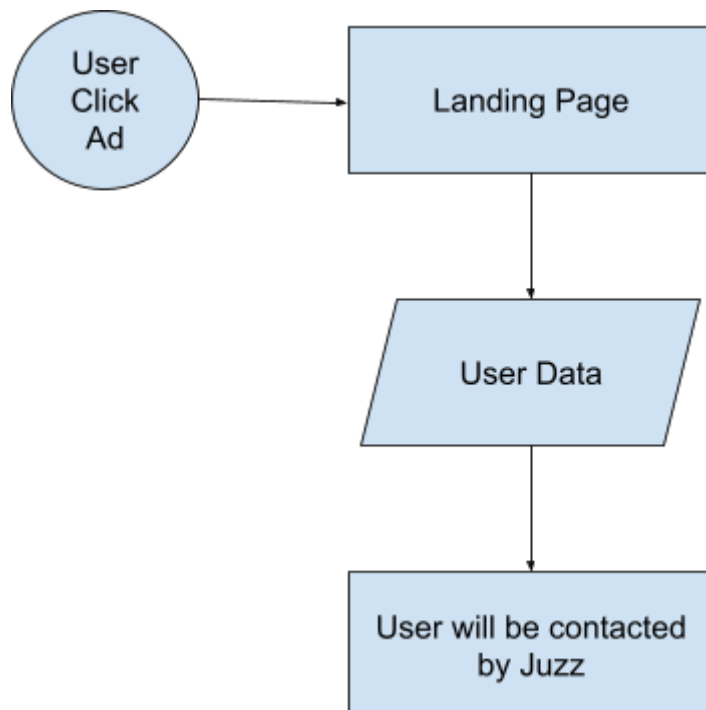 User
Click
Ad
Landing Page
User Data
User will be contacted
by Juzz